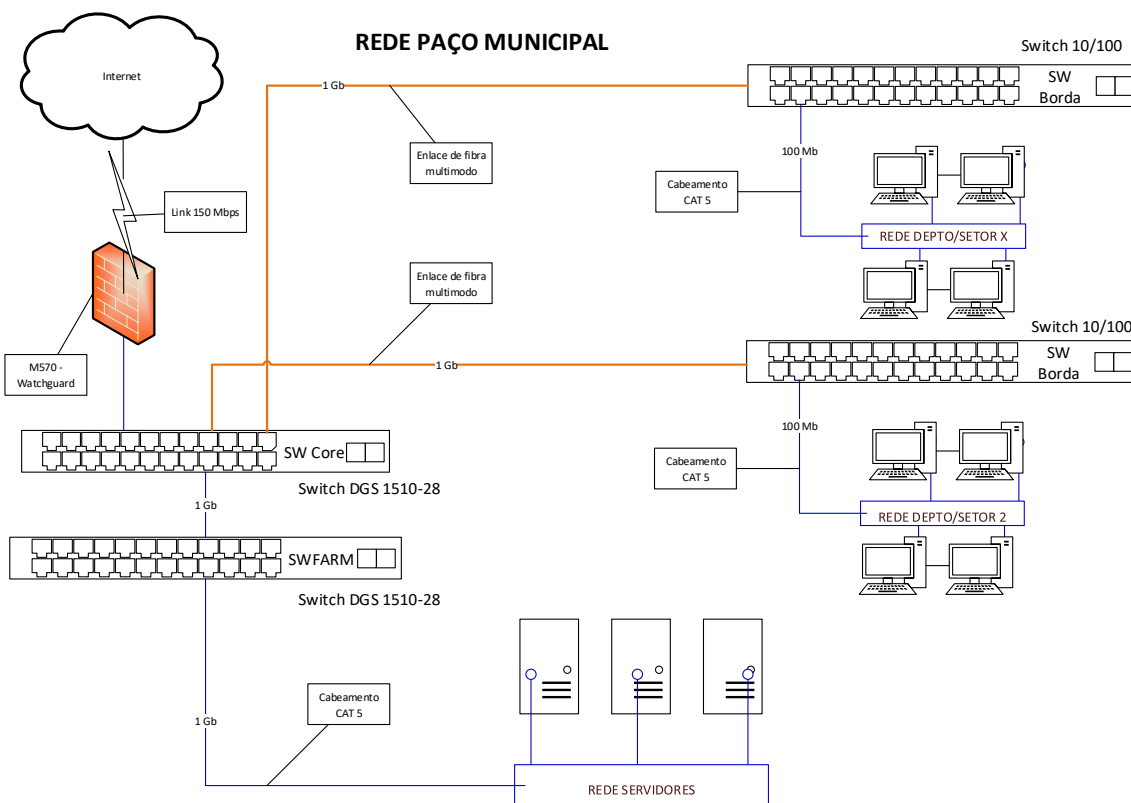 REDE PAÇO MUNICIPAL
Internet
Link 150 Mbps
M570 -
Watchguard
1 Gb
Enlace de fibra
multimodo
Switch 10/100
SW
Borda
100 Mb
Cabeamento
CAT 5
REDE DEPTO/SETOR X
Enlace de fibra
multimodo
1 Gb
Switch 10/100
SW
Borda
100 Mb
Cabeamento
CAT 5
REDE DEPTO/SETOR 2
SW Core
Switch DGS 1510-28
1 Gb
SWFARM
Switch DGS 1510-28
1 Gb
Cabeamento
CAT 5
REDE SERVIDORES